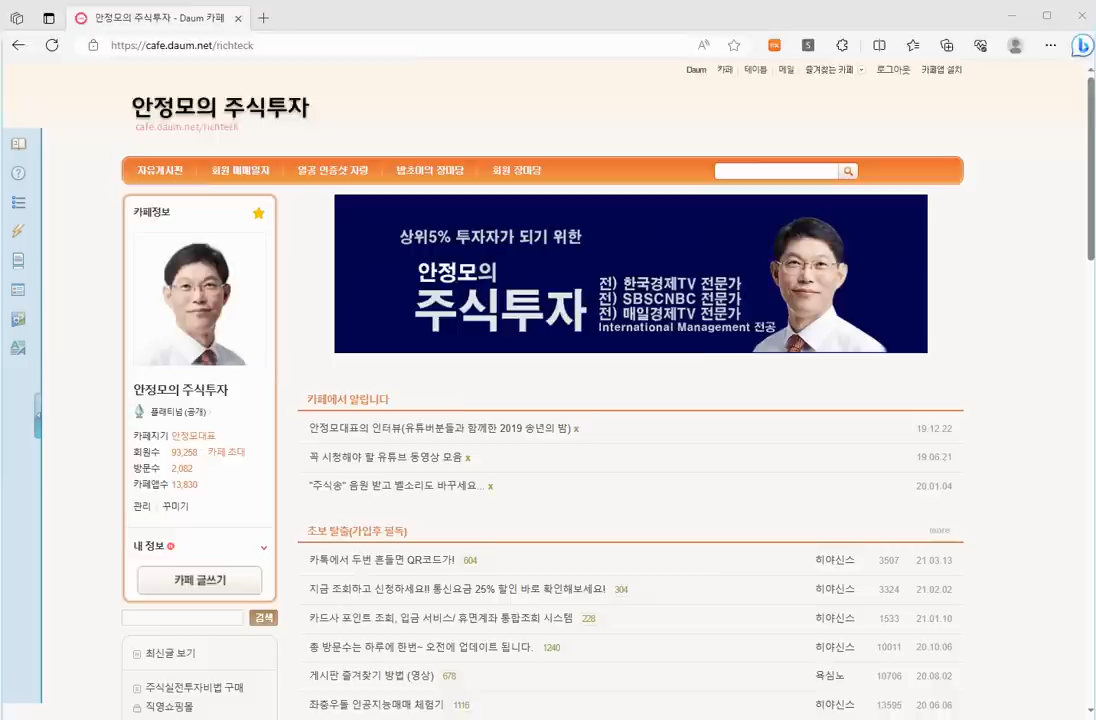 안정모의 주식투자 - Daum 카페
https://cafe.daum.net/richteck
Daum 카페 테이블 메일 즐겨찾는 카페 로그아웃 카페앱 설치
안정모의 주식투자
cafe.daum.net/richteck
자유게시판 회원 매매일지 열공 인증샷 자랑 밥초이의 장마당 회원 장마당
카페정보
상위5% 투자자가 되기 위한
안정모의
주식투자
전) 한국경제TV 전문가
전) SBSCNBC 전문가
전) 매일경제TV 전문가
International Management 전공
안정모의 주식투자
플래티넘 (공개)
카페지기 안정모대표
회원수 93,258 카페 초대
방문수 2,082
카페앱수 13,830
관리 꾸미기
내 정보
카페 글쓰기
검색
최신글 보기
주식실전투자비법 구매
직영쇼핑몰
카페에서 알립니다
안정모대표의 인터뷰(유튜버분들과 함께한 2019 송년의 밤) x 19.12.22
꼭 시청해야 할 유튜브 동영상 모음 x 19.06.21
"주식송" 음원 받고 벨소리도 바꾸세요... x 20.01.04
초보 탈출(가입후 필독) more
카톡에서 두번 흔들면 QR코드가! 604 히야신스 3507 21.03.13
지금 조회하고 신청하세요!! 통신요금 25% 할인 바로 확인해보세요! 304 히야신스 3324 21.02.02
카드사 포인트 조회, 입금 서비스/ 휴면계좌 통합조회 시스템 228 히야신스 1533 21.01.10
총 방문수는 하루에 한번~ 오전에 업데이트 됩니다. 1240 히야신스 10011 20.10.06
게시판 즐겨찾기 방법 (영상) 678 욕심노 10706 20.08.02
좌충우돌 인공지능매매 체험기 1116 히야신스 13595 20.06.06